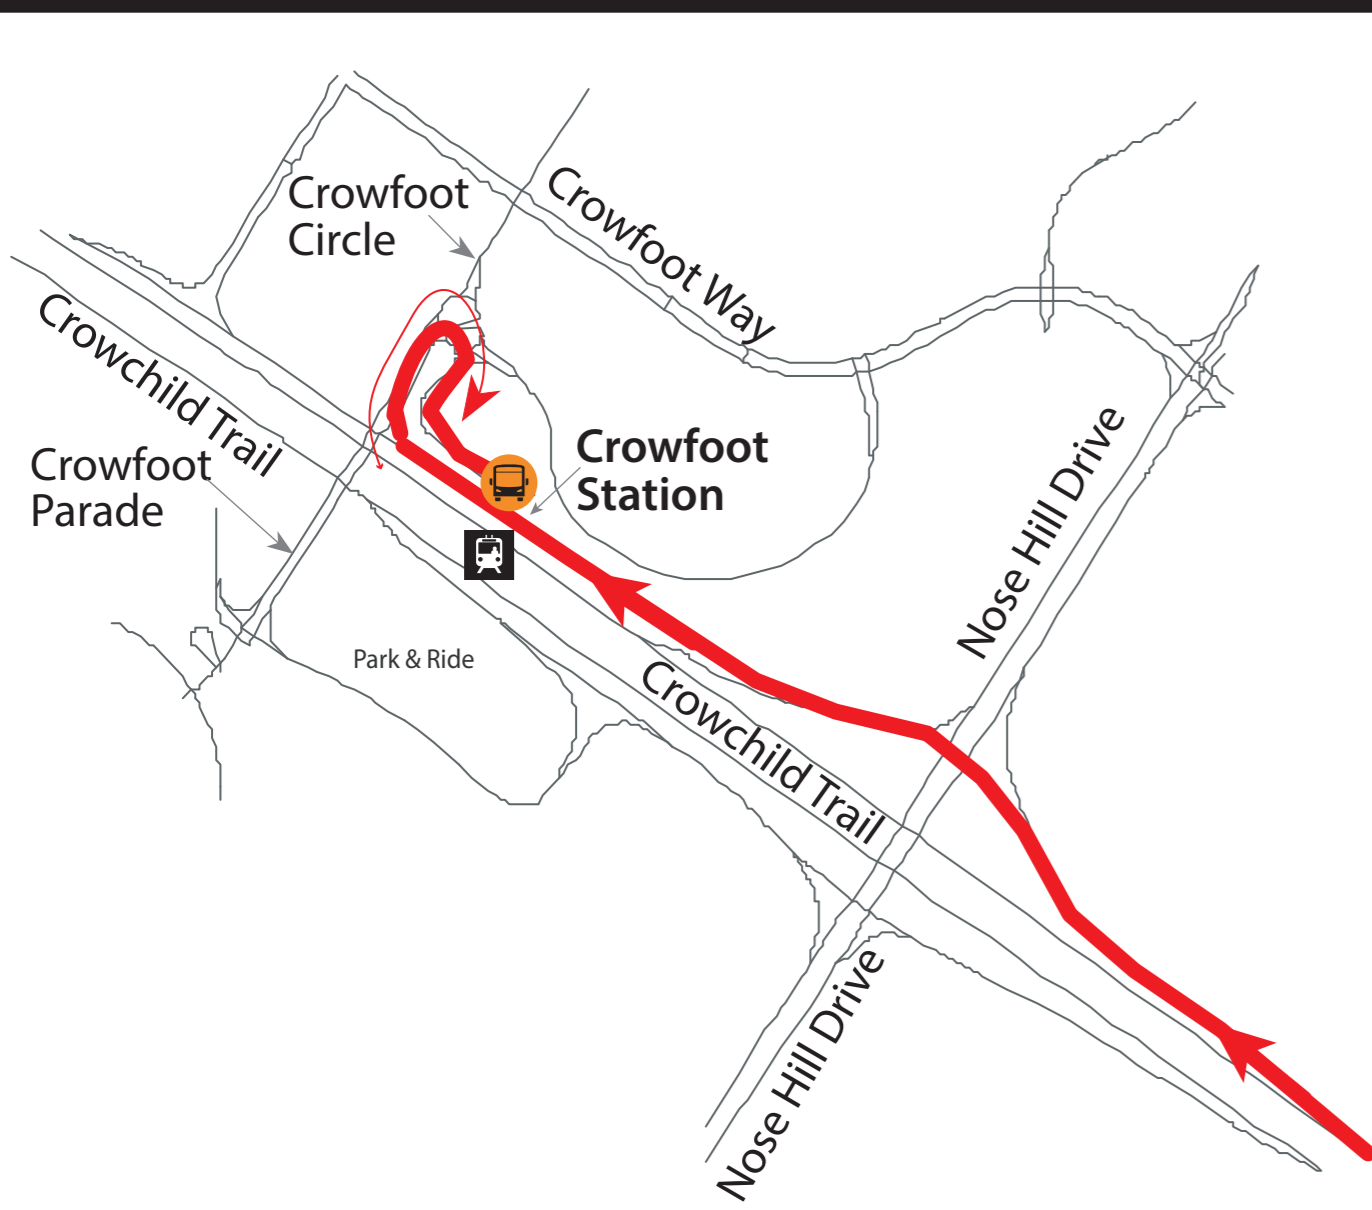 Crowfoot
Circle
Crowfoot Way
Crowchild Trail
Crowfoot
Parade
Crowfoot
Station
Nose Hill Drive
Park & Ride
Crowchild Trail
Nose Hill Drive